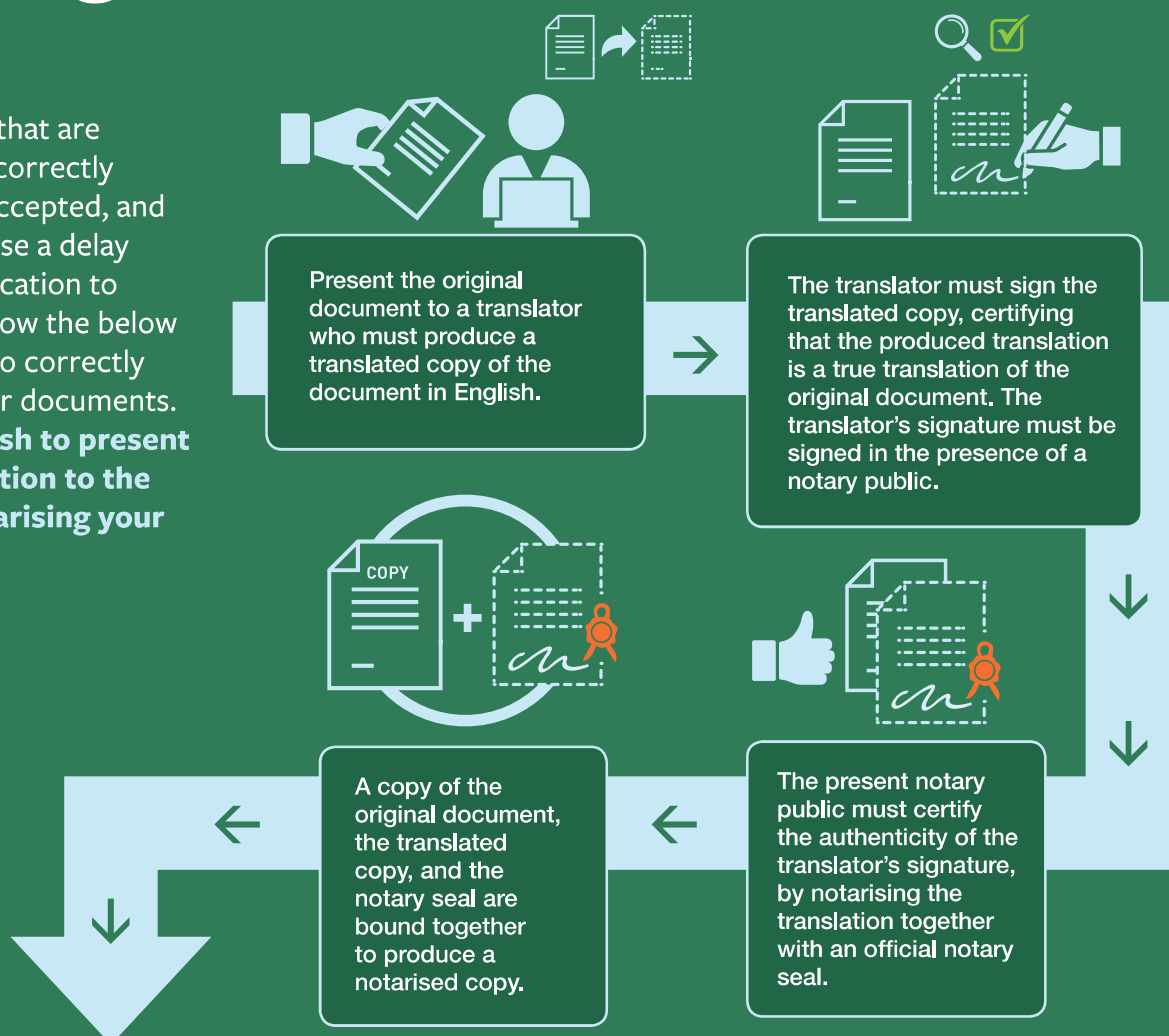 that are
correctly
ccepted, and
se a delay
cation to
ow the below
o correctly
r documents.
sh to present
tion to the
arising your
Present the original
document to a translator
who must produce a
translated copy of the
document in English.
The translator must sign the
translated copy, certifying
that the produced translation
is a true translation of the
original document. The
translator's signature must be
signed in the presence of a
notary public.
The present notary
public must certify
the authenticity of the
translator's signature,
by notarising the
translation together
with an official notary
seal.
COPY
A copy of the
original document,
the translated
copy, and the
notary seal are
bound together
to produce a
notarised copy.